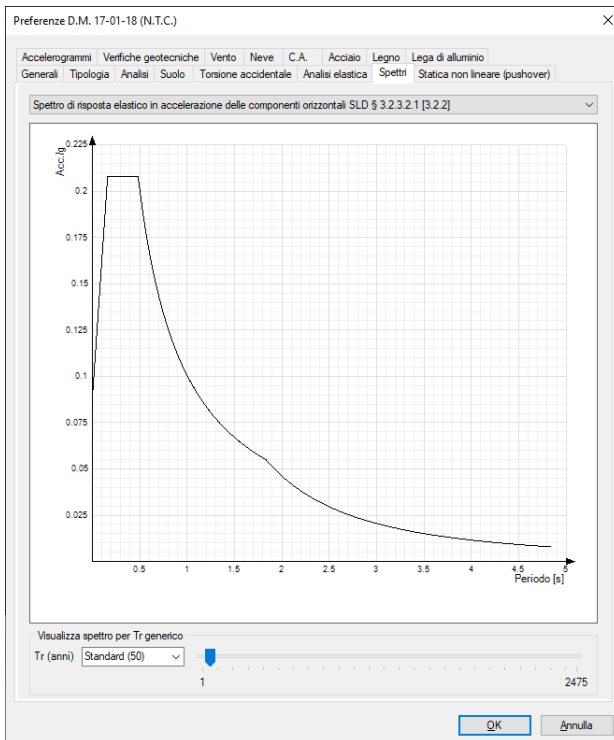 Preferenze D.M. 17-01-18 (N.T.C.)
Accelerogrammi Verifiche geotecniche Vento Neve C.A. Acciaio Legno Lega di alluminio
Generali Tipologia Analisi Suolo Torsione accidentale Analisi elastica Spettri Statica non lineare (pushover)
Spettro di risposta elastico in accelerazione delle componenti orizzontali SLD § 3.2.3.2.1 [3.2.2]
Acc./g
0.225
0.2
0.175
0.15
0.125
0.1
0.075
0.05
0.025
0.5 1 1.5 2 2.5 3 3.5 4 4.5 5
Periodo [s]
Visualizza spettro per Tr generico
Tr (anni) Standard (50)
1 2475
OK Annulla